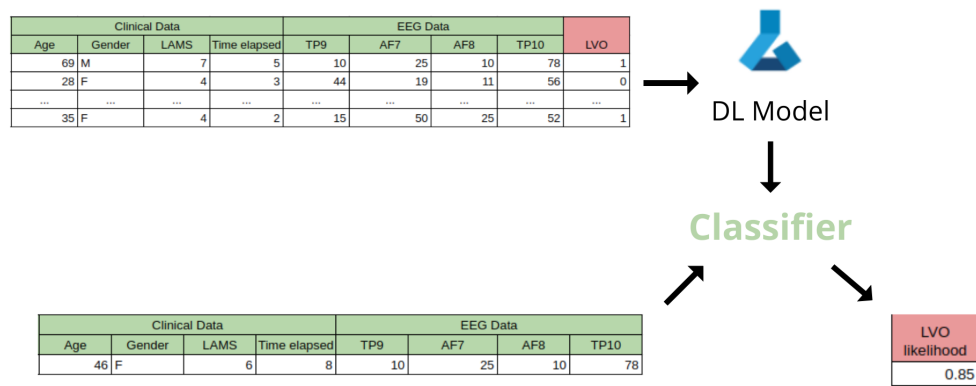 Clinical Data EEG Data LVO
Age Gender LAMS Time elapsed TP9 AF7 AF8 TP10
69 M 7 5 10 25 10 78 1
28 F 4 3 44 19 11 56 0
... ... ... ... ... ... ... ... ...
35 F 4 2 15 50 25 52 1
DL Model
Classifier
Clinical Data EEG Data
Age Gender LAMS Time elapsed TP9 AF7 AF8 TP10
46 F 6 8 10 25 10 78
LVO
likelihood
0.85